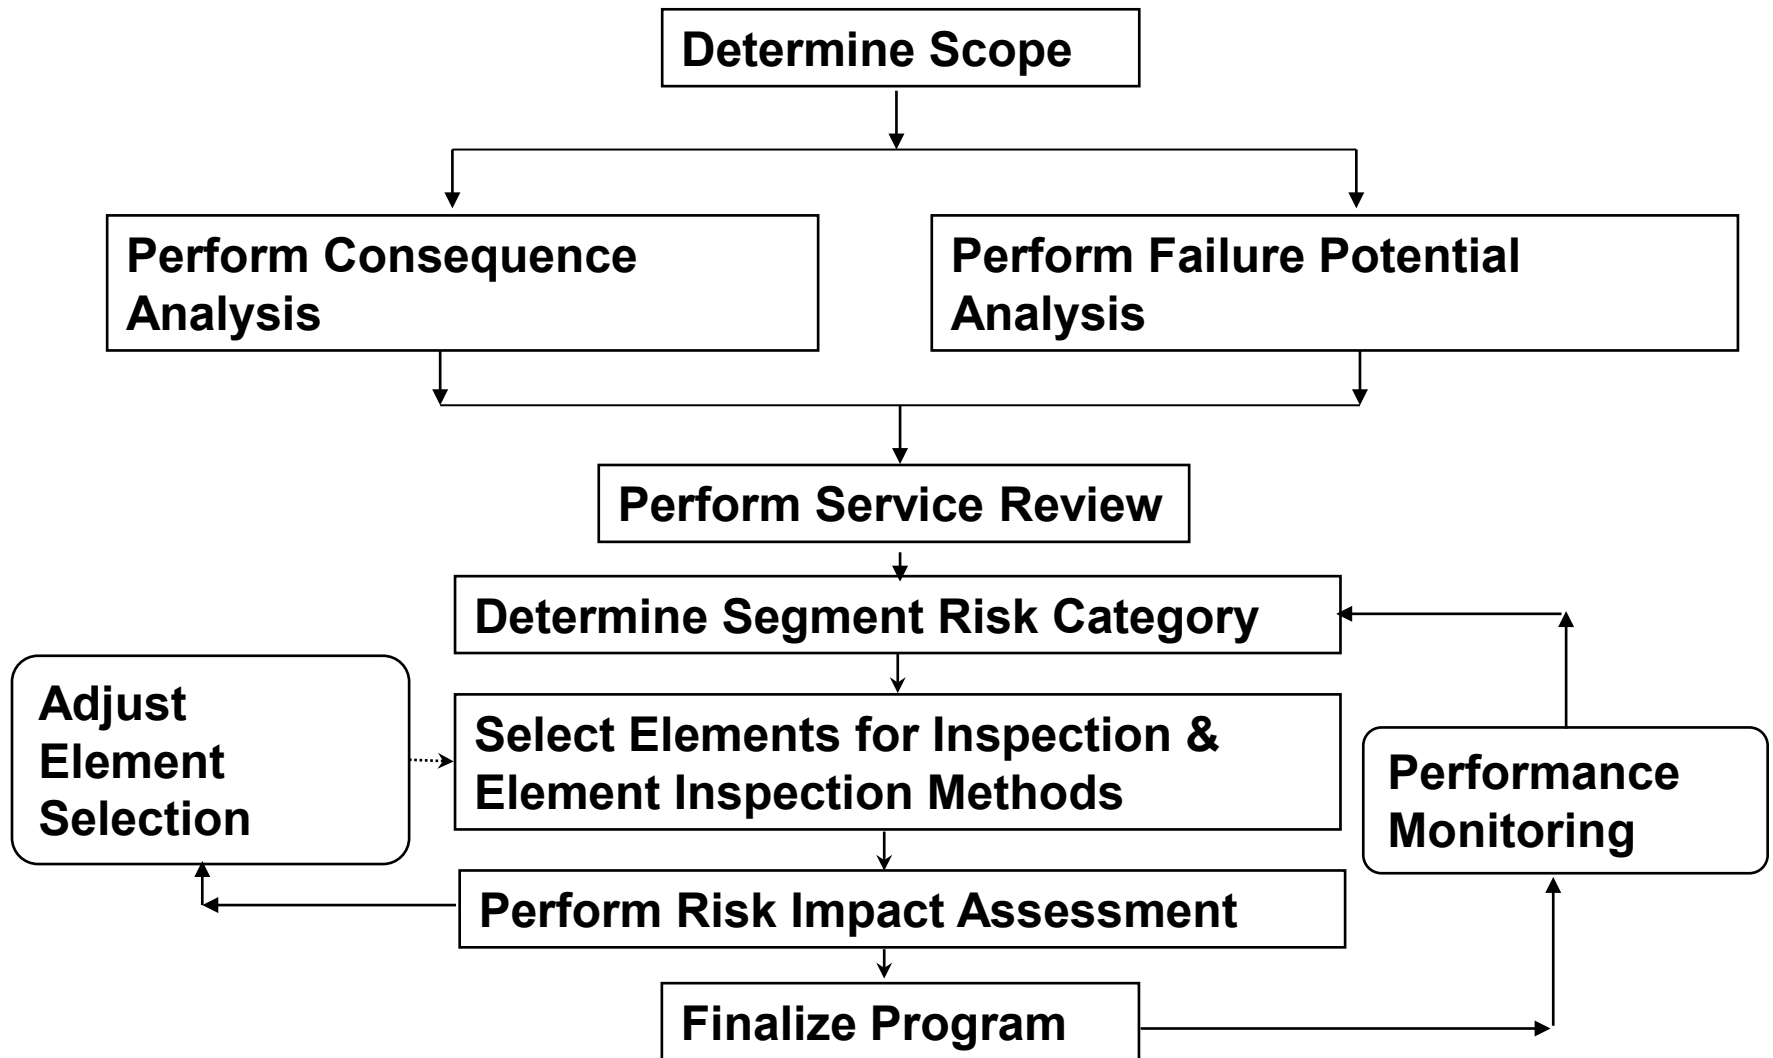 Determine Scope
Perform Consequence
Analysis
Perform Failure Potential
Analysis
Perform Service Review
Determine Segment Risk Category
Adjust
Element
Selection
Select Elements for Inspection &
Element Inspection Methods
Performance
Monitoring
Perform Risk Impact Assessment
Finalize Program